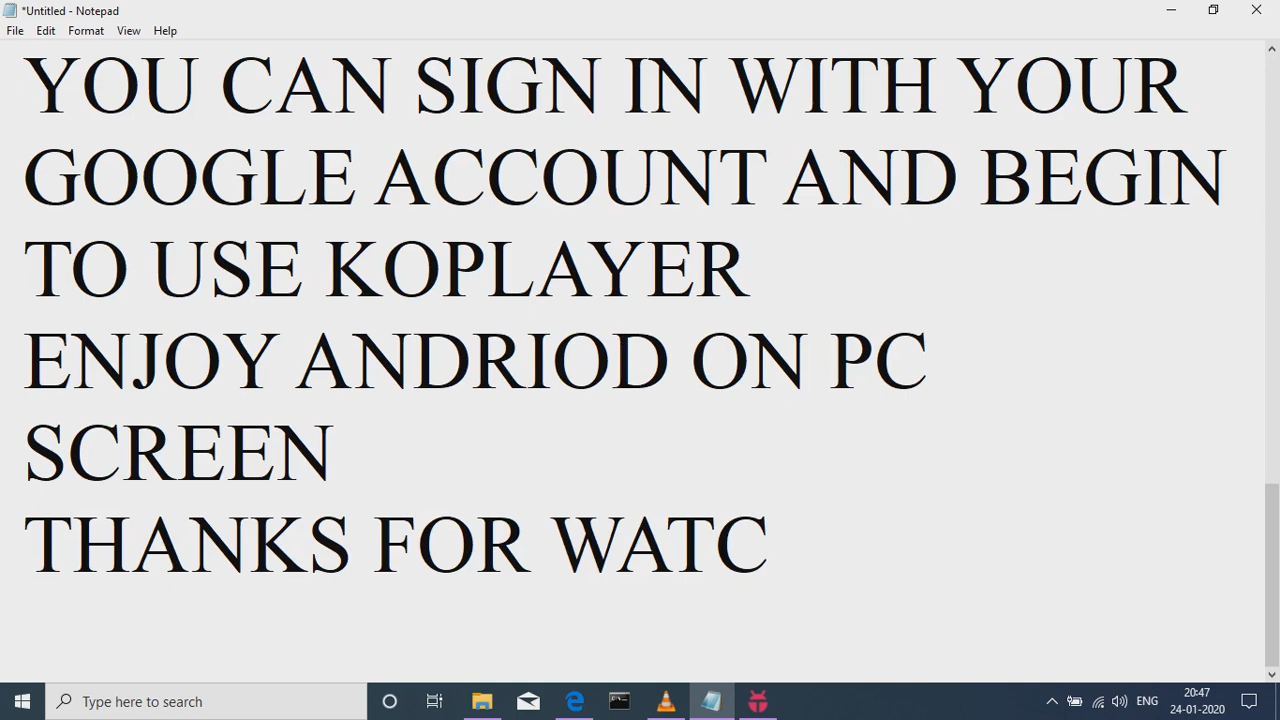 *Untitled - Notepad
File Edit Format View Help
YOU CAN SIGN IN WITH YOUR
GOOGLE ACCOUNT AND BEGIN
TO USE KOPLAYER
ENJOY ANDRIOD ON PC
SCREEN
THANKS FOR WATC
Type here to search
ENG
20:47
24-01-2020